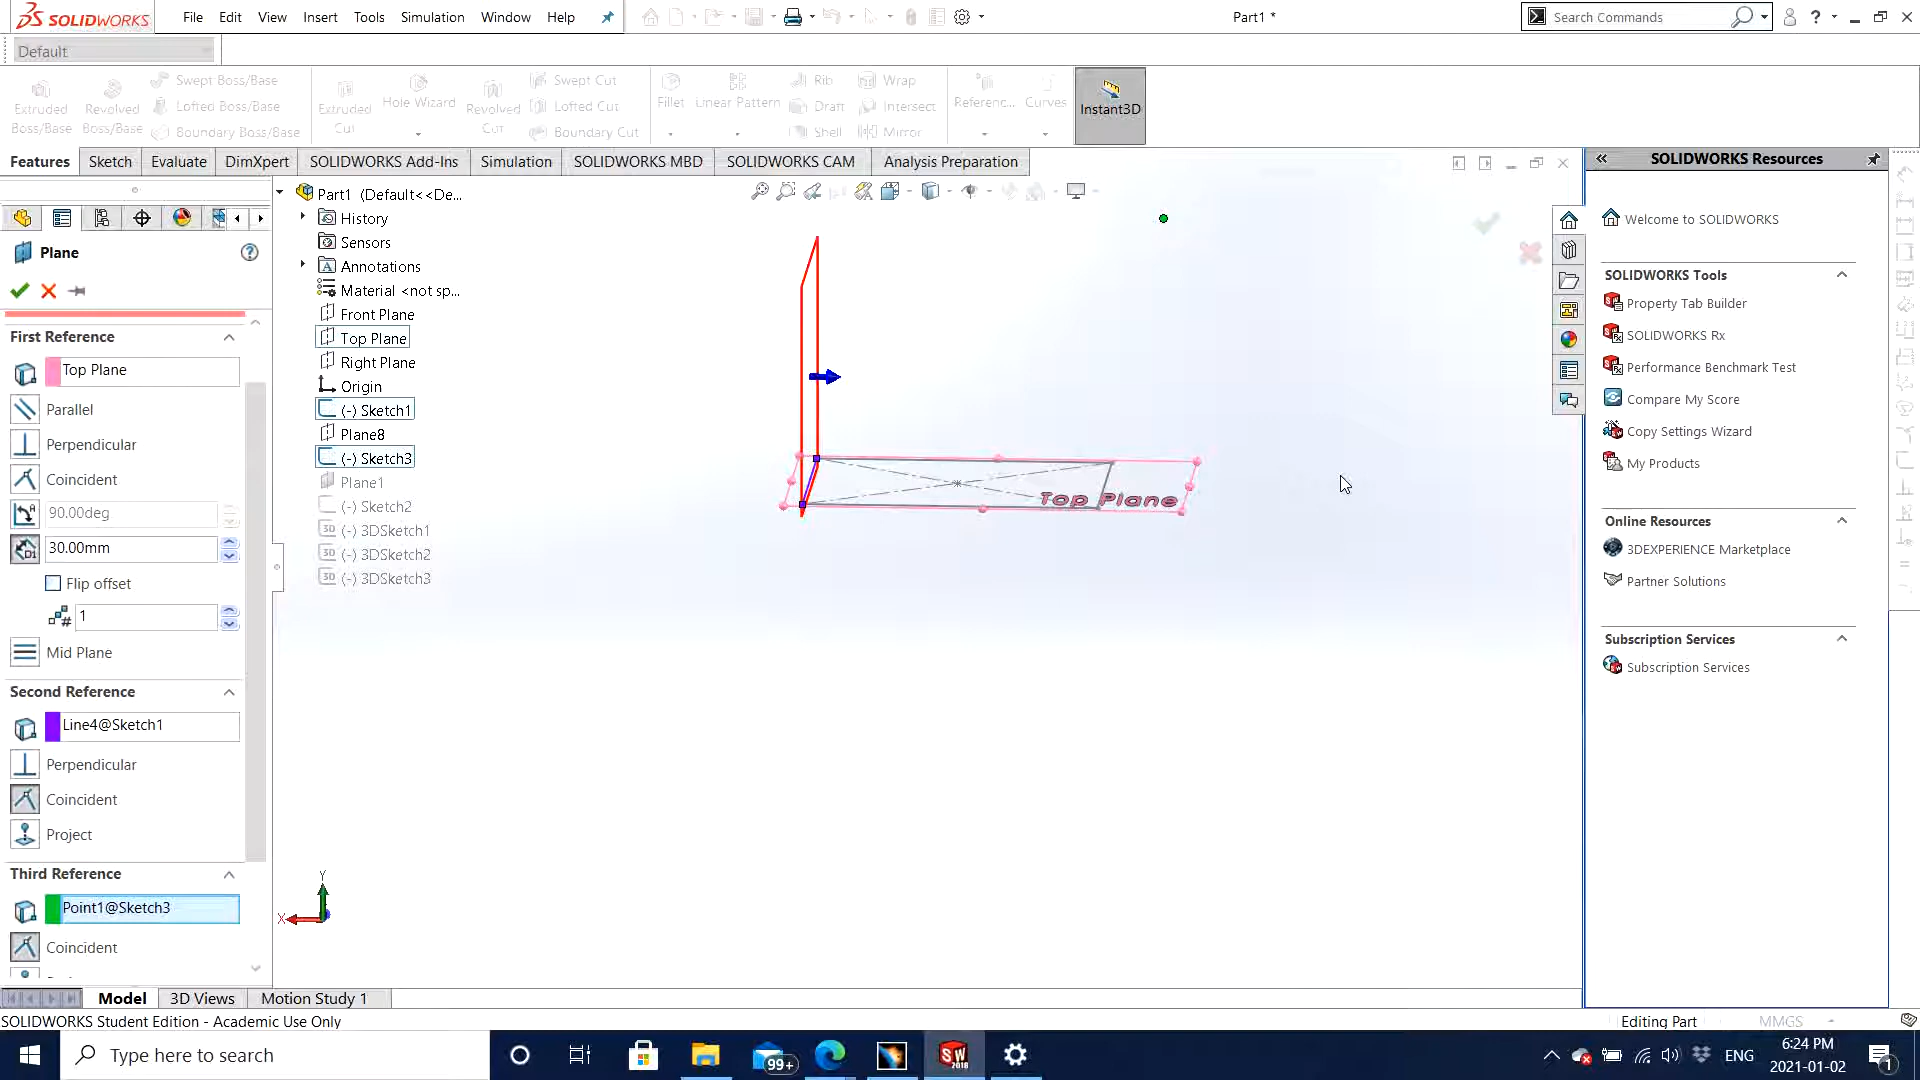 SOLIDWORKS
File Edit View Insert Tools Simulation Window Help
Part1 *
Search Commands
Default
Extruded Boss/Base
Revolved Boss/Base
Swept Boss/Base
Lofted Boss/Base
Boundary Boss/Base
Extruded Cut
Hole Wizard
Revolved Cut
Swept Cut
Lofted Cut
Boundary Cut
Fillet
Linear Pattern
Rib
Draft
Shell
Wrap
Intersect
Mirror
Referenc...
Curves
Instant3D
Features Sketch Evaluate DimXpert SOLIDWORKS Add-Ins Simulation SOLIDWORKS MBD SOLIDWORKS CAM Analysis Preparation
Plane
First Reference
Top Plane
Parallel
Perpendicular
Coincident
90.00deg
30.00mm
Flip offset
1
Mid Plane
Second Reference
Line4@Sketch1
Perpendicular
Coincident
Project
Third Reference
Point1@Sketch3
Coincident
Part1 (Default<<De...
History
Sensors
Annotations
Material <not sp...
Front Plane
Top Plane
Right Plane
Origin
(-) Sketch1
Plane8
(-) Sketch3
Plane1
(-) Sketch2
3D (-) 3DSketch1
3D (-) 3DSketch2
3D (-) 3DSketch3
Top Plane
Y
X
SOLIDWORKS Resources
Welcome to SOLIDWORKS
SOLIDWORKS Tools
Property Tab Builder
SOLIDWORKS Rx
Performance Benchmark Test
Compare My Score
Copy Settings Wizard
My Products
Online Resources
3DEXPERIENCE Marketplace
Partner Solutions
Subscription Services
Subscription Services
Model 3D Views Motion Study 1
SOLIDWORKS Student Edition - Academic Use Only
Editing Part
MMGS
Type here to search
99+
SW 2018
ENG
6:24 PM
2021-01-02
1